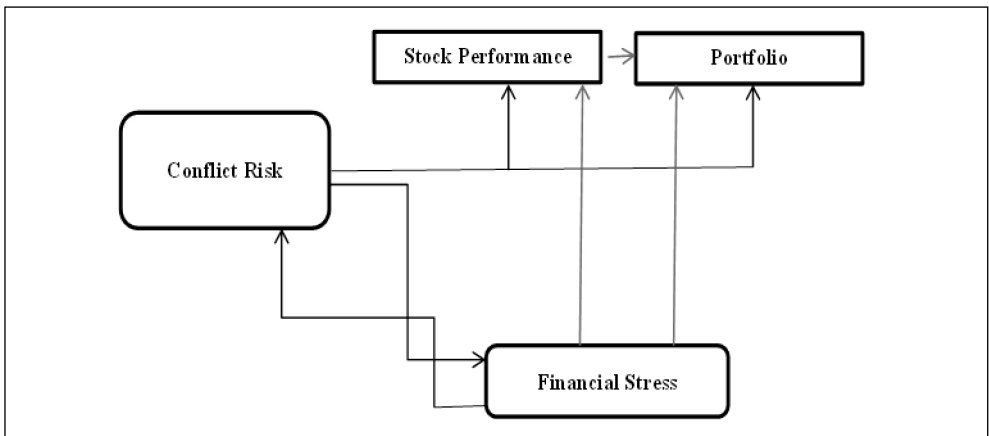 Stock Performance
Portfolio
Conflict Risk
Financial Stress